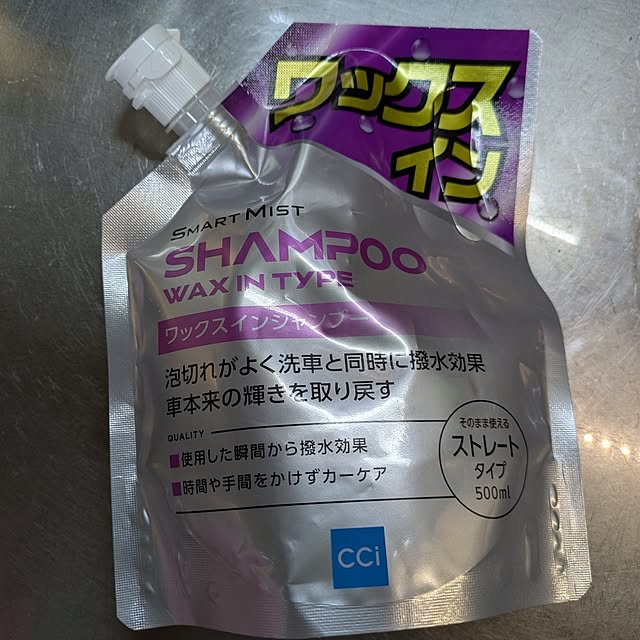 ワックス
イン
SMART MIST
SHAMPOO
WAX IN TYPE
ワックスインシャンプー
泡切れがよく洗車と同時に撥水効果
車本来の輝きを取り戻す
QUALITY
■使用した瞬間から撥水効果
■時間や手間をかけずカーケア
そのまま使える
ストレート
タイプ
500ml
CCi